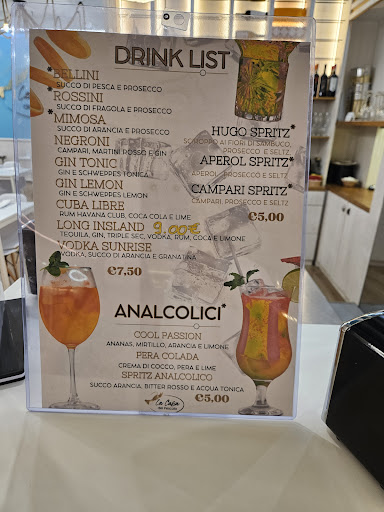 DRINK LIST
*BELLINI
SUCCO DI PESCA E PROSECCO
*ROSSINI
SUCCO DI FRAGOLA E PROSECCO
*MIMOSA
SUCCO DI ARANCIA E PROSECCO
NEGRONI
CAMPARI, MARTINI ROSSO E GIN
GIN TONIC
GIN E SCHWEPPES TONICA
GIN LEMON
GIN E SCHWEPPES LEMON
CUBA LIBRE
RUM HAVANA CLUB, COCA COLA E LIME
LONG INSLAND 9,00€
TEQUILA, GIN, TRIPLE SEC, VODKA, RUM, COCA E LIMONE
VODKA SUNRISE
VODKA, SUCCO DI ARANCIA E GRANATINA
€7,50
HUGO SPRITZ*
SCIROPPO AI FIORI DI SAMBUCO,
PROSECCO E SELTZ
APEROL SPRITZ*
APEROL, PROSECCO E SELTZ
CAMPARI SPRITZ*
CAMPARI, PROSECCO E SELTZ
€5,00
ANALCOLICI*
COOL PASSION
ANANAS, MIRTILLO, ARANCIA E LIMONE
PERA COLADA
CREMA DI COCCO, PERA E LIME
SPRITZ ANALCOLICO
SUCCO ARANCIO, BITTER ROSSO E ACQUA TONICA
€5,00
La Casa